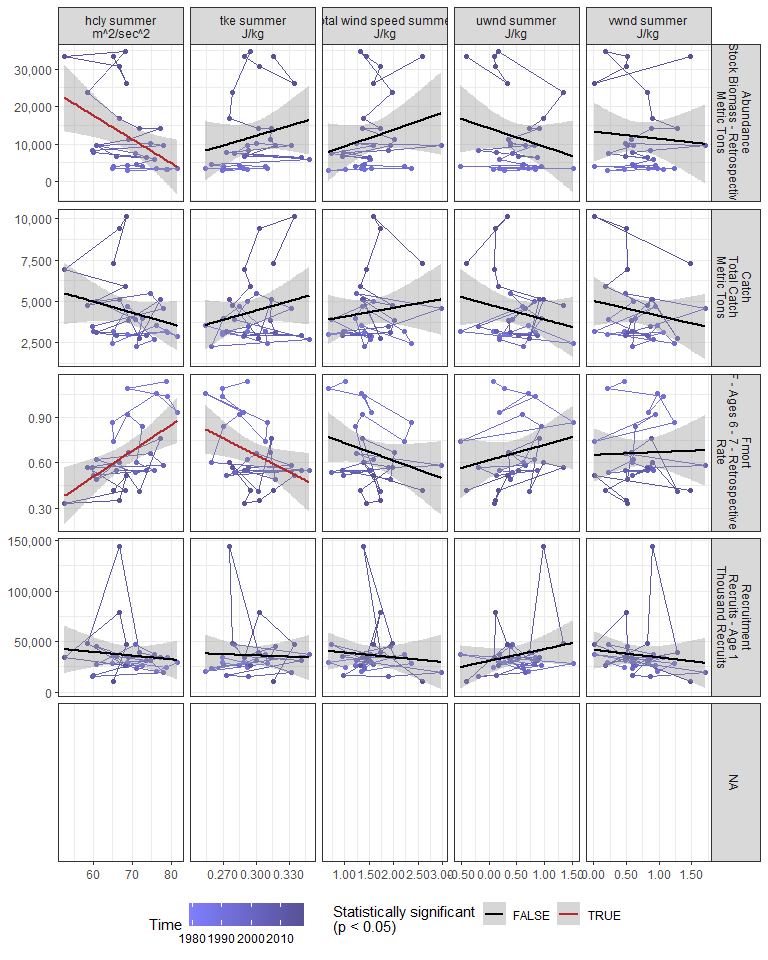 hcly summer
m^2/sec^2
tke summer
J/kg
otal wind speed summe
J/kg
uwnd summer
J/kg
vwnd summer
J/kg
30,000
20,000
10,000
0
Abundance
Stock Biomass - Retrospectiv
Metric Tons
10,000
7,500
5,000
2,500
Catch
Total Catch
Metric Tons
0.90
0.60
0.30
Fmort
F - Ages 6 - 7 - Retrospective
Rate
150,000
100,000
50,000
0
Recruitment
Recruits - Age 1
Thousand Recruits
NA
60 70 80
0.270 0.300 0.330
1.00 1.50 2.00 2.50 3.00
-0.50 0.00 0.50 1.00 1.50
0.00 0.50 1.00 1.50
Time
1980 1990 2000 2010
Statistically significant
(p < 0.05)
FALSE
TRUE